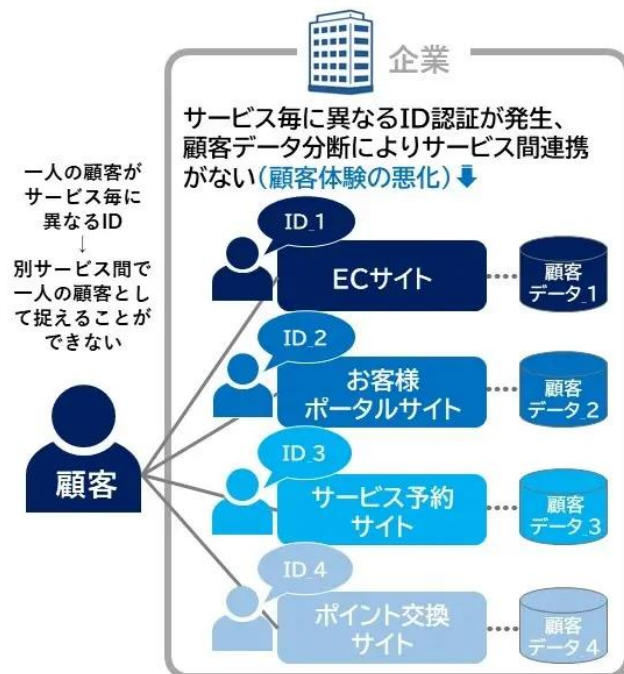 企業
サービス毎に異なるID認証が発生、
顧客データ分断によりサービス間連携
がない(顧客体験の悪化)
一人の顧客が
サービス毎に
異なるID
↓
別サービス間で
一人の顧客として
捉えることが
できない
顧客
ID_1
ECサイト
顧客
データ_1
ID_2
お客様
ポータルサイト
顧客
データ_2
ID_3
サービス予約
サイト
顧客
データ_3
ID_4
ポイント交換
サイト
顧客
データ_4